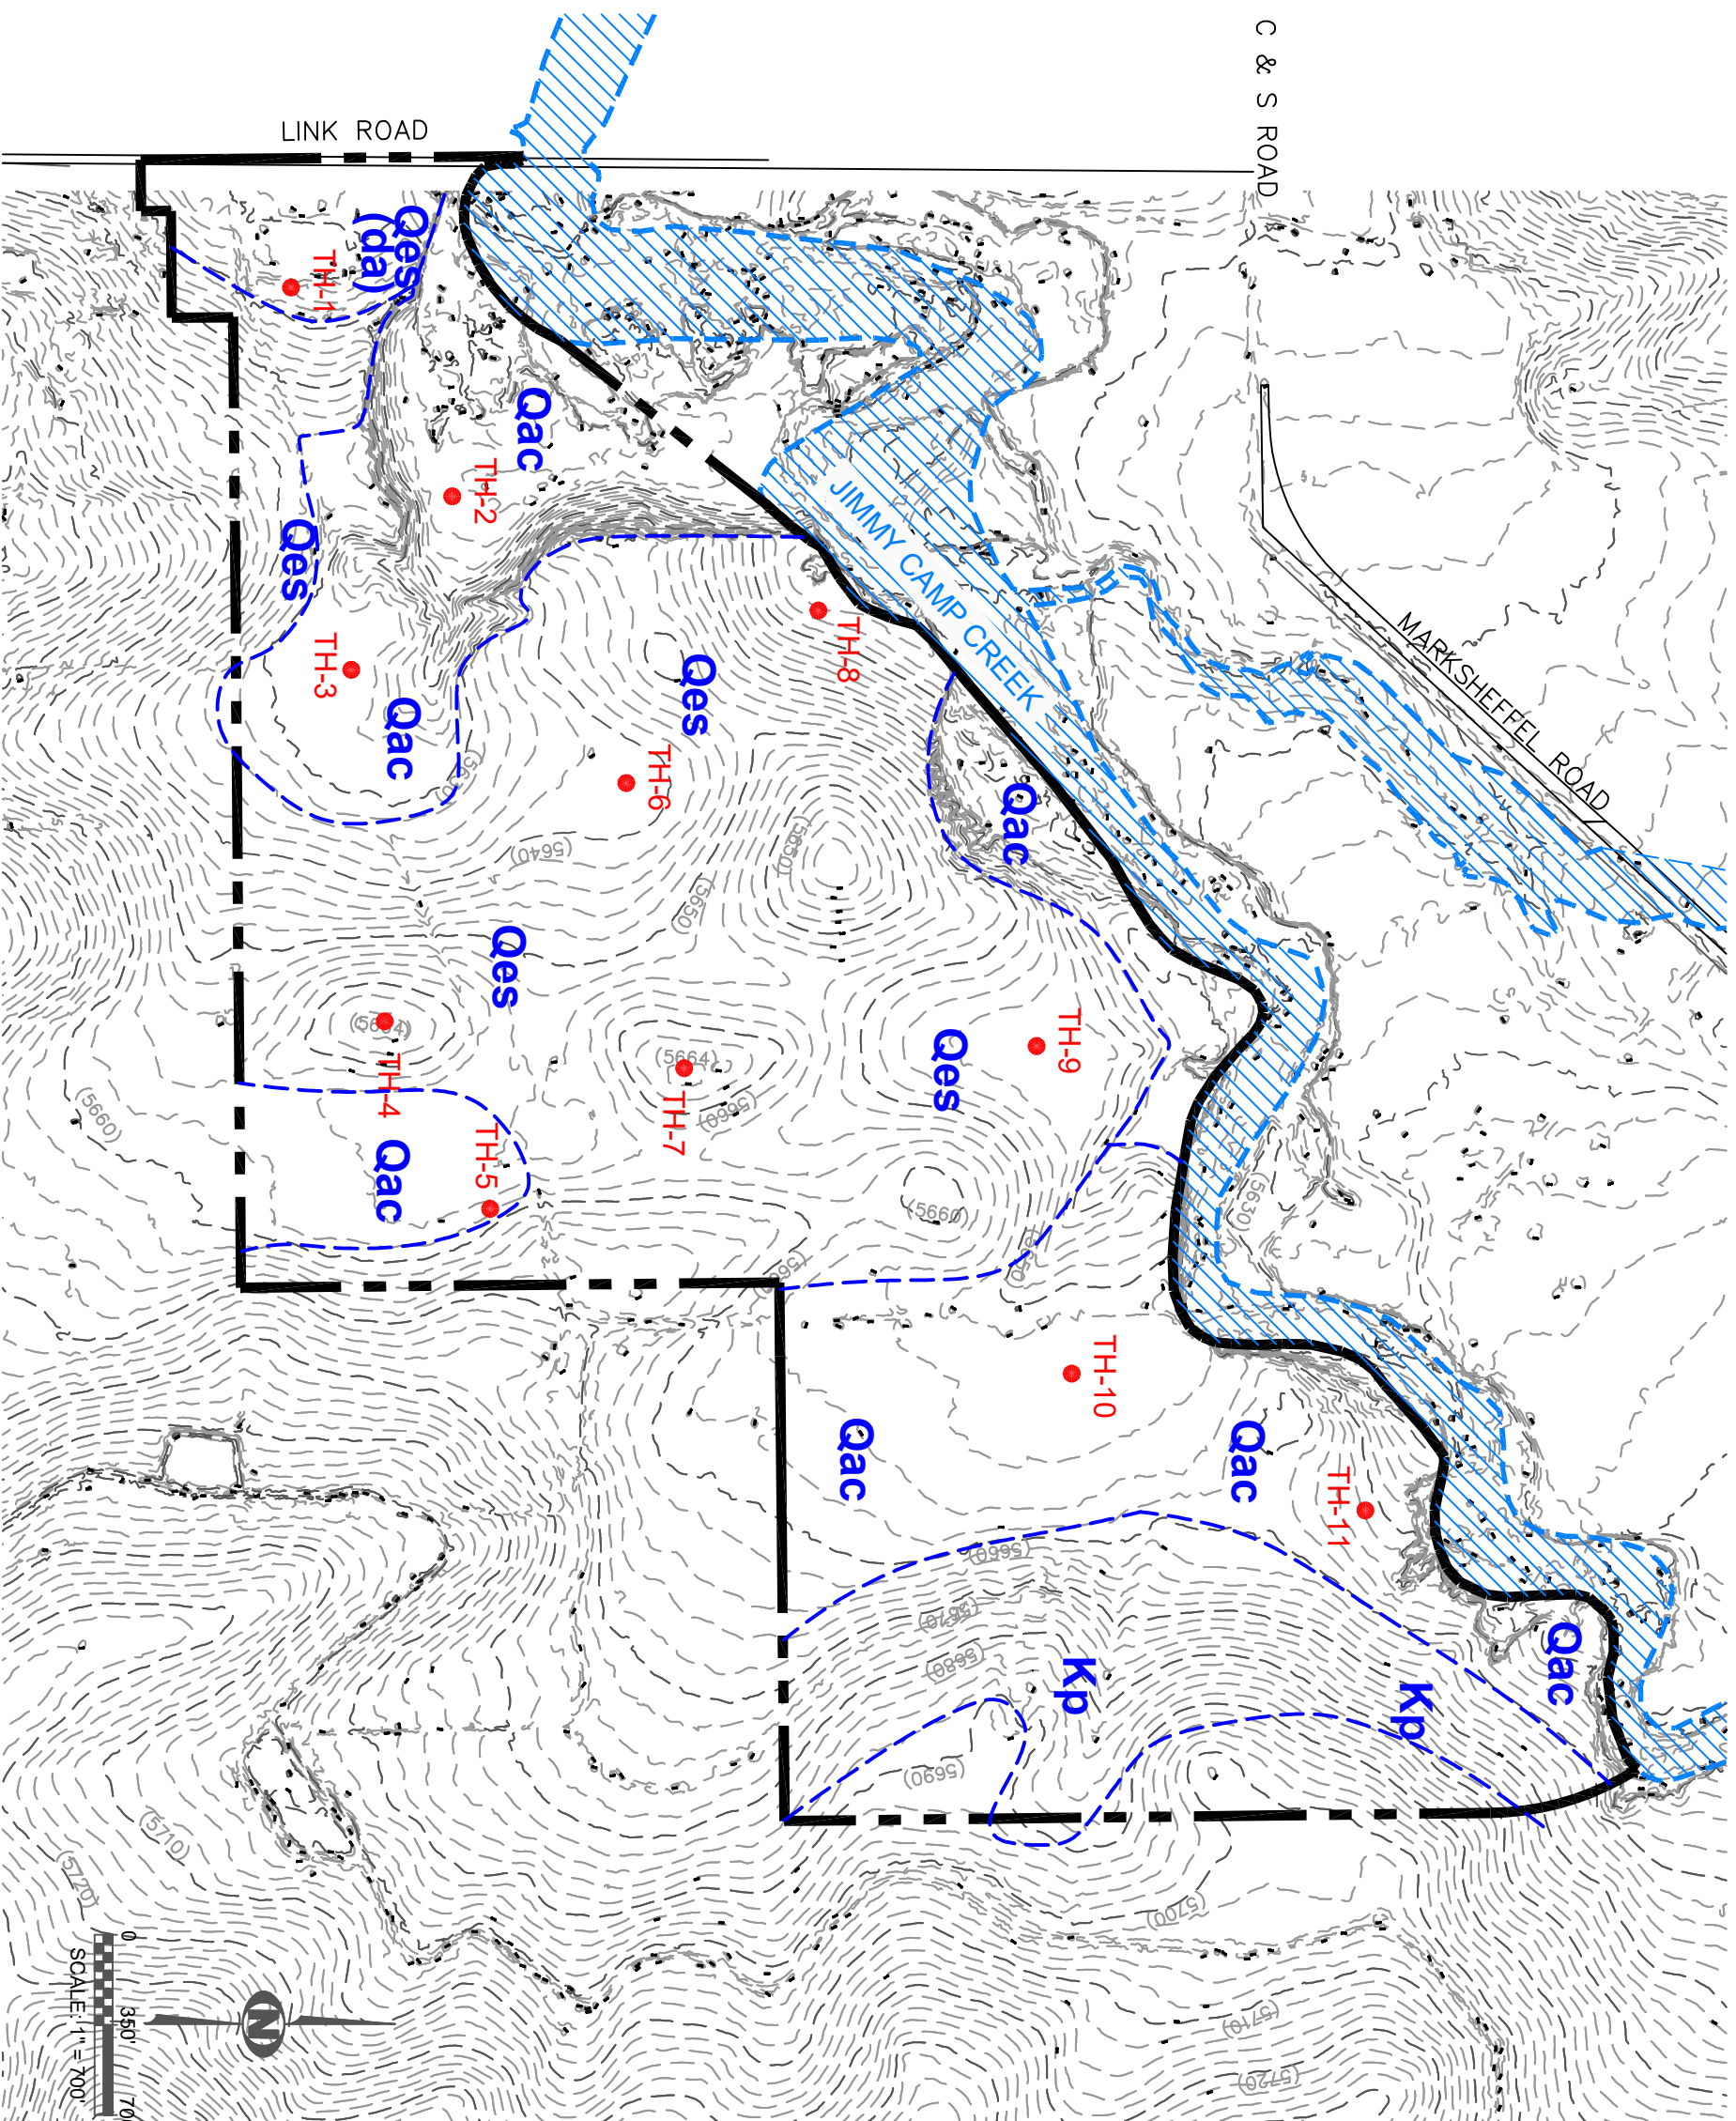 C & S ROAD
LINK ROAD
MARKSHEFFEL ROAD
JIMMY CAMP CREEK
Qes
(da)
TH-1
Qac
TH-2
Qes
TH-3
Qac
TH-8
Qes
TH-6
Qac
(5640)
(5650)
(5650)
Qes
TH-4
(5664)
TH-7
(5660)
TH-9
Qes
Qac
TH-5
(5660)
(5660)
(5630)
TH-10
Qac
Qac
TH-11
(5660)
(5670)
(5680)
(5690)
Kp
Kp
Qac
(5700)
(5710)
(5720)
(5710)
(5720)
N
0
350'
SCALE: 1" = 700'